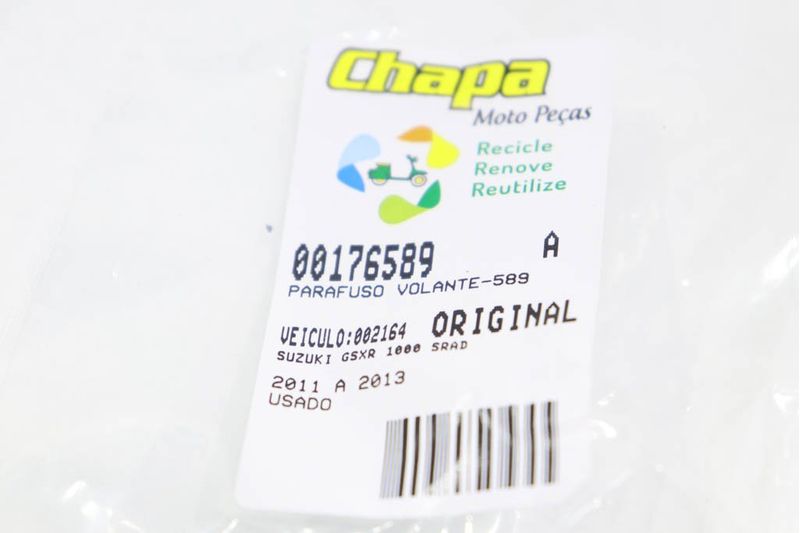 Chapa
Moto Peças
Recicle
Renove
Reutilize
00176589 A
PARAFUSO VOLANTE-589
VEICULO:002164 ORIGINAL
SUZUKI GSXR 1000 SRAD
2011 A 2013
USADO